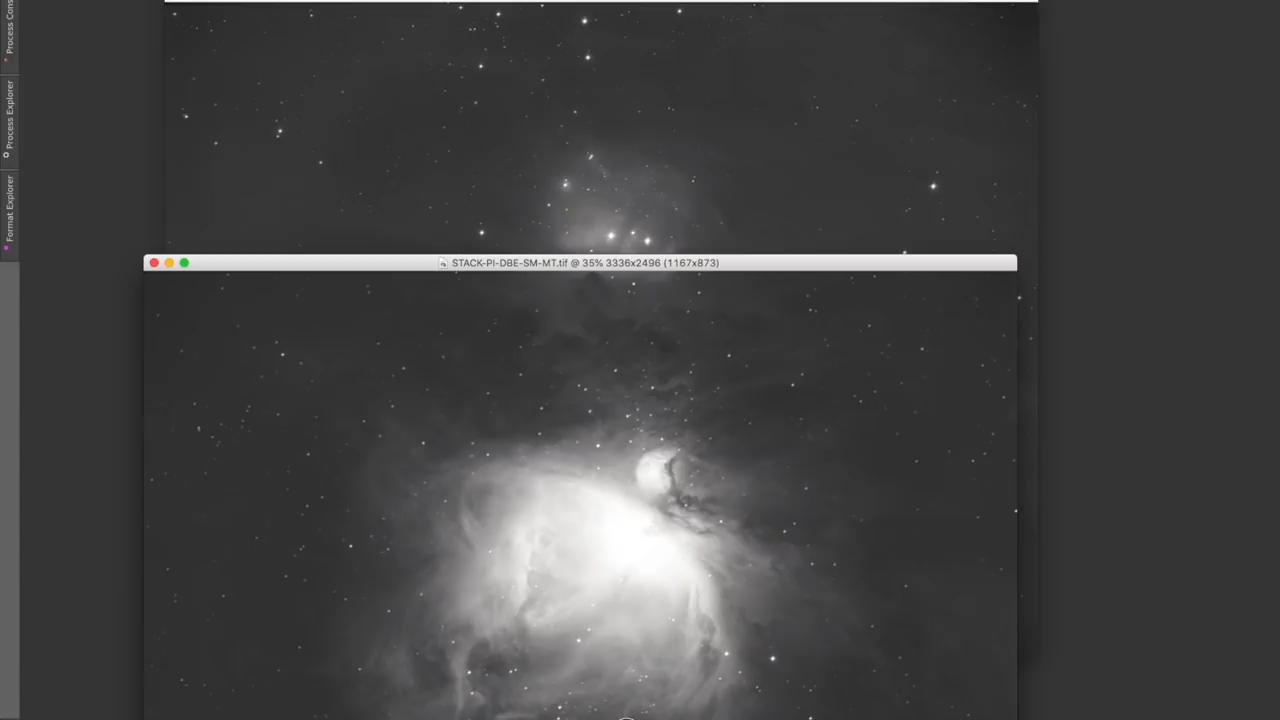 Process Cons
Process Explorer
Format Explorer
STACK-PI-DBE-SM-MT.tif @ 35% 3336x2496 (1167x873)